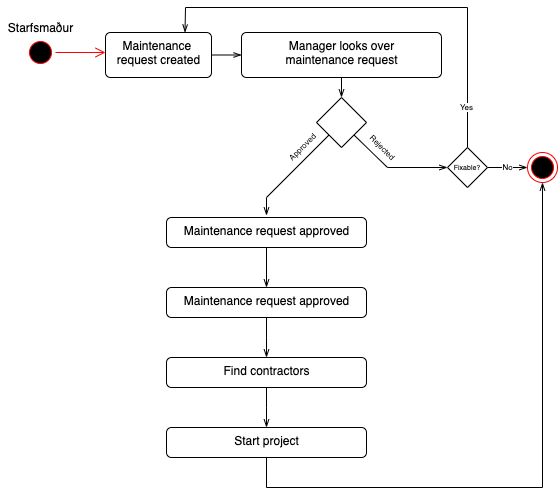 Starfsmaður
Maintenance
request created
Manager looks over
maintenance request
Yes
Approved
Rejected
Fixable?
No
Maintenance request approved
Maintenance request approved
Find contractors
Start project